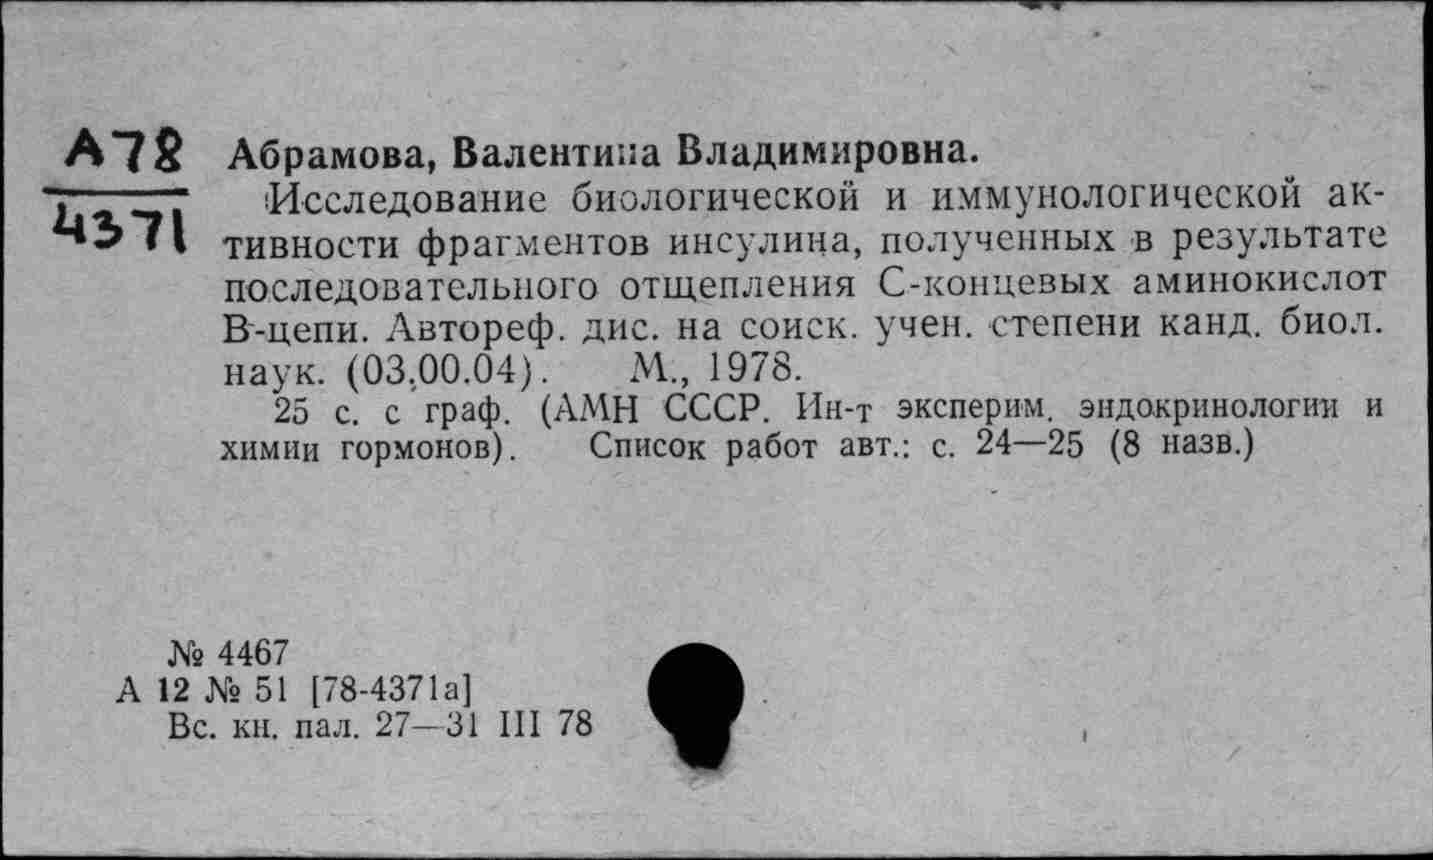 А78
4371
Абрамова, Валентина Владимировна.
Исследование биологической и иммунологической ак-
тивности фрагментов инсулина, полученных в результате
последовательного отщепления С-концевых аминокислот
В-цепи. Автореф. дис. на соиск. учен. степени канд. биол.
наук. (03.00.04). М., 1978.
25 с. с граф. (АМН СССР. Ин-т эксперим. эндокринологии и
химии гормонов). Список работ авт.: с. 24—25 (8 назв.)
№ 4467
А 12 № 51 [78-4371а]
Вс. кн. пал. 27—31 III 78